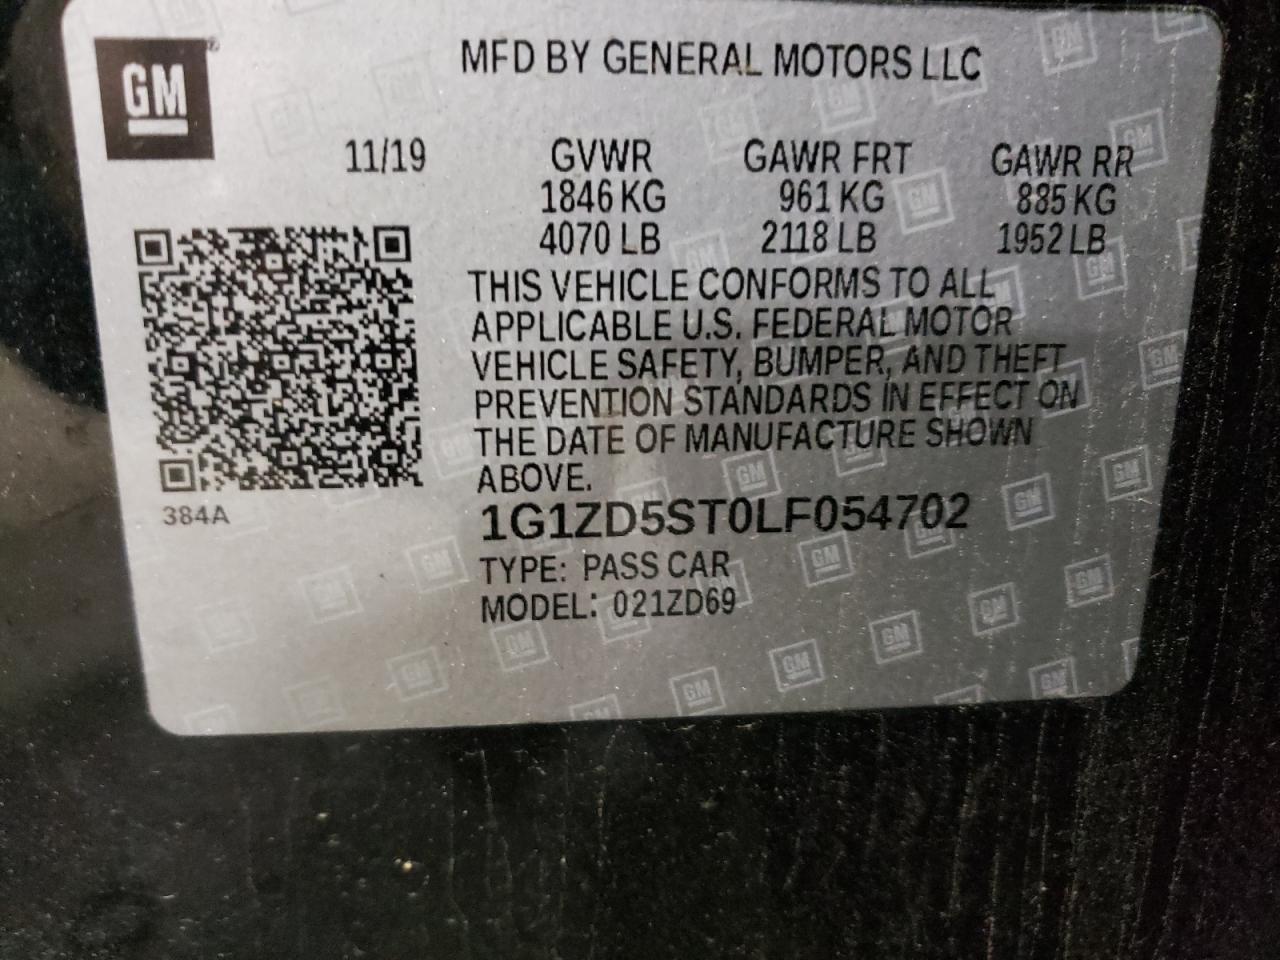 GM
MFD BY GENERAL MOTORS LLC
11/19 GVWR GAWR FRT GAWR RR
1846 KG 961 KG 885 KG
4070 LB 2118 LB 1952 LB
THIS VEHICLE CONFORMS TO ALL
APPLICABLE U.S. FEDERAL MOTOR
VEHICLE SAFETY, BUMPER, AND THEFT
PREVENTION STANDARDS IN EFFECT ON
THE DATE OF MANUFACTURE SHOWN
ABOVE.
384A
1G1ZD5ST0LF054702
TYPE: PASS CAR
MODEL: 021ZD69